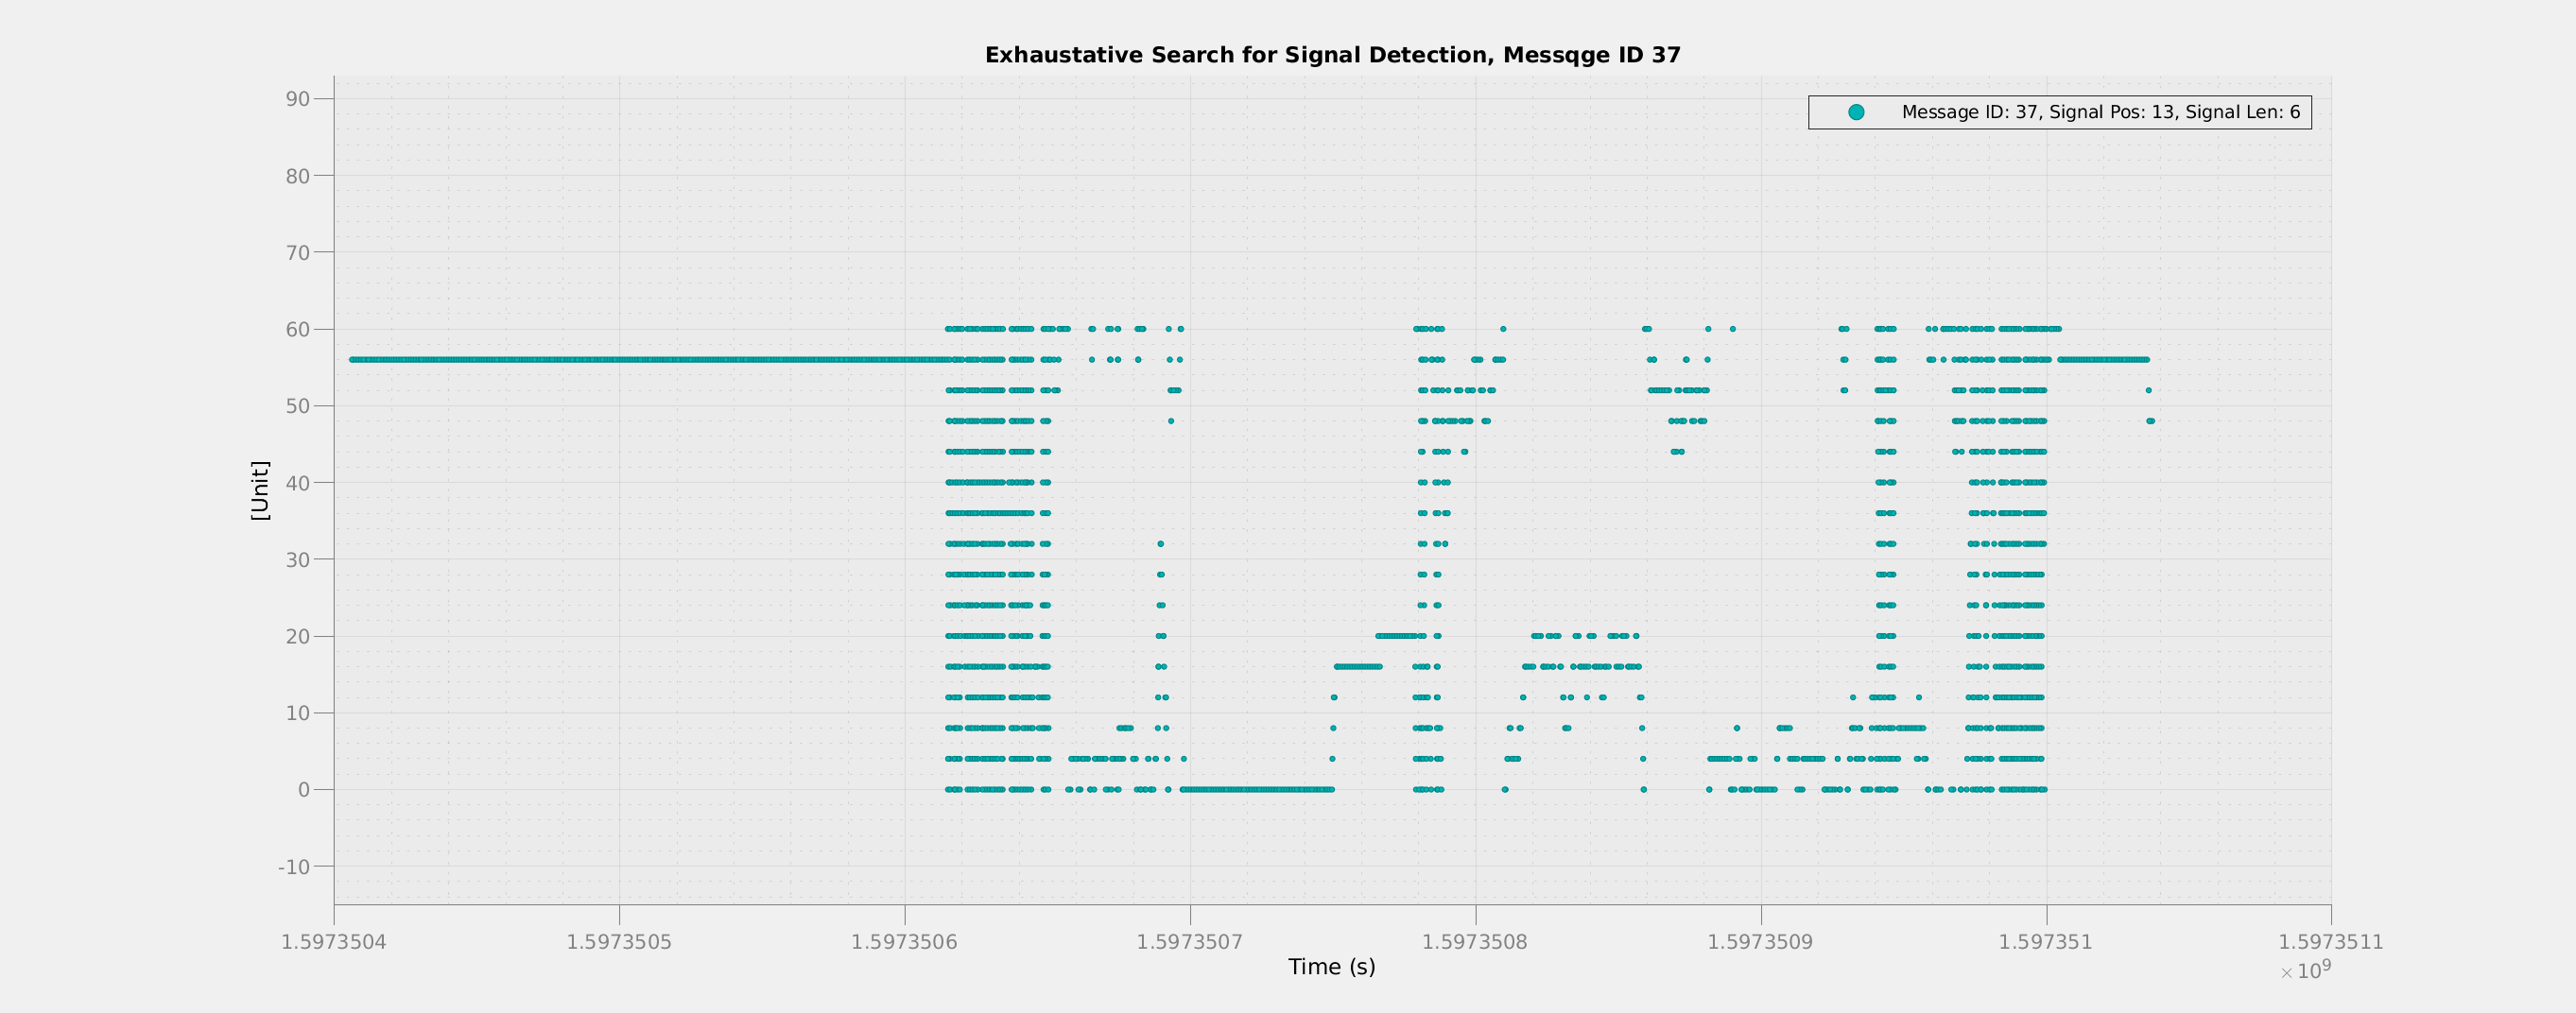 Exhaustative Search for Signal Detection, Messqge ID 37
Message ID: 37, Signal Pos: 13, Signal Len: 6
90
80
70
60
50
40
30
20
10
0
-10
[Unit]
1.5973504 1.5973505 1.5973506 1.5973507 1.5973508 1.5973509 1.597351 1.5973511
Time (s)
×10⁹